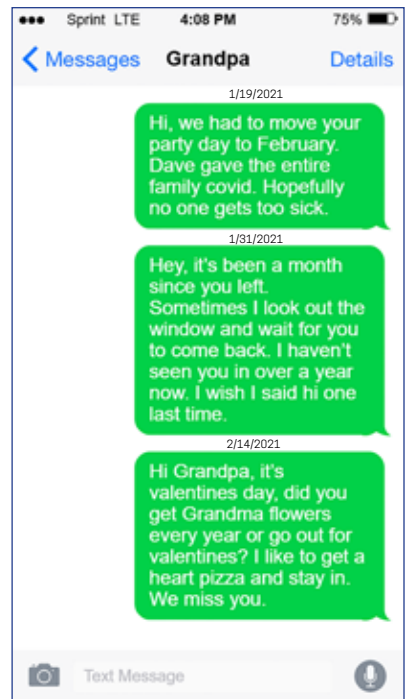 Sprint LTE 4:08 PM 75%
Messages Grandpa Details
1/19/2021
Hi, we had to move your
party day to February.
Dave gave the entire
family covid. Hopefully
no one gets too sick.
1/31/2021
Hey, it's been a month
since you left.
Sometimes I look out the
window and wait for you
to come back. I haven't
seen you in over a year
now. I wish I said hi one
last time.
2/14/2021
Hi Grandpa, it's
valentines day, did you
get Grandma flowers
every year or go out for
valentines? I like to get a
heart pizza and stay in.
We miss you.
Text Message